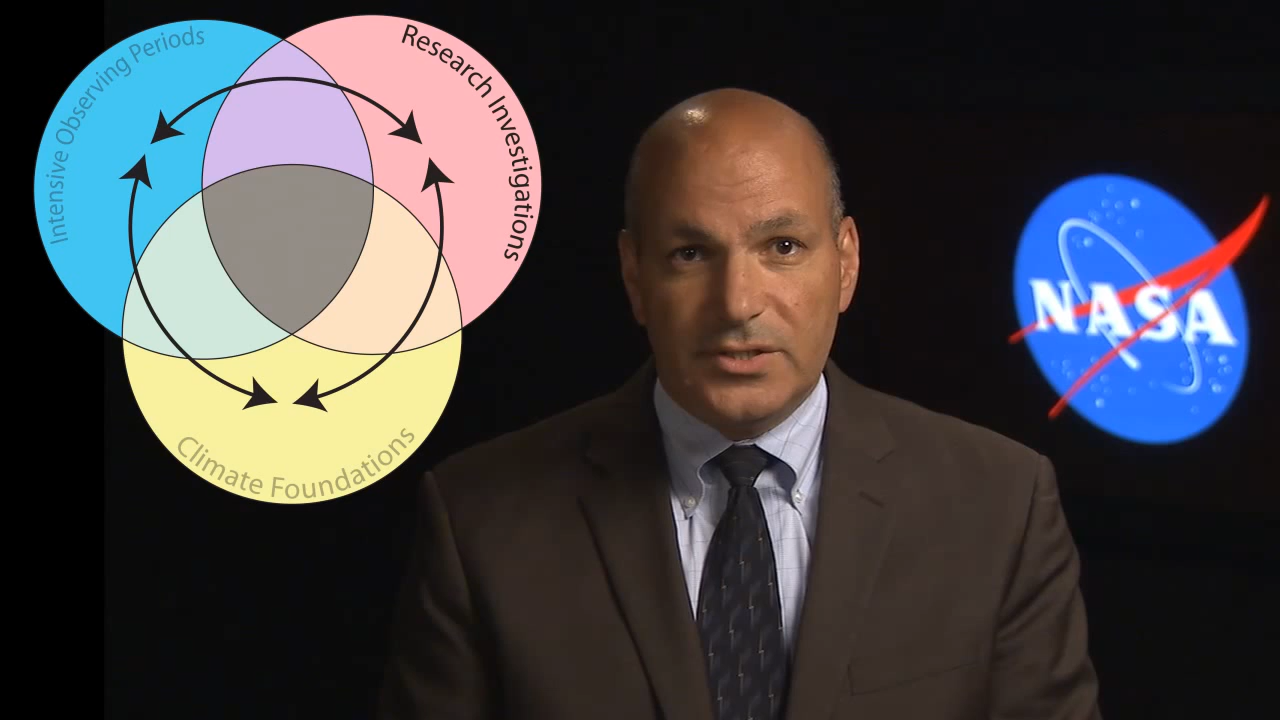 Intensive Observing Periods
Research Investigations
Climate Foundations
NASA